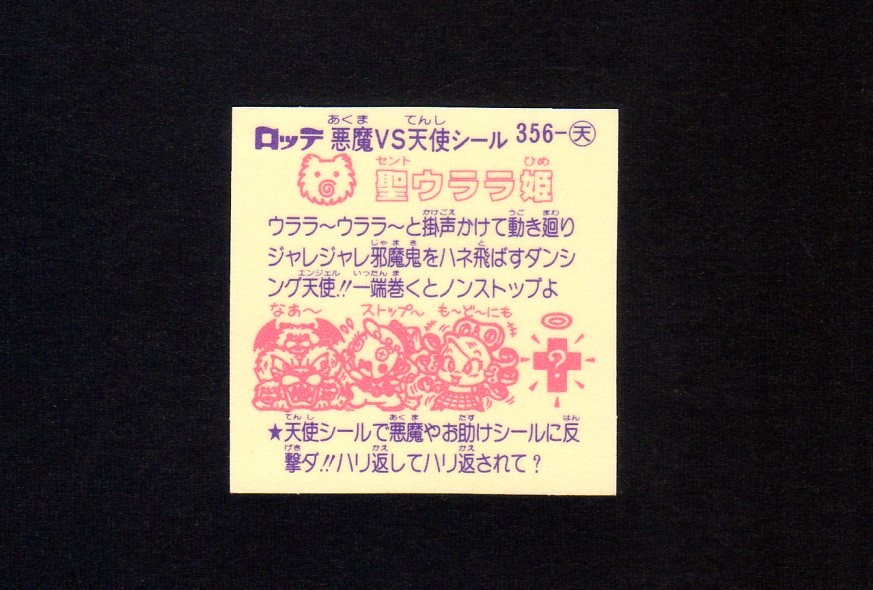 ロッテ 悪魔VS天使シール 356-天
あくま てんし
聖ウララ姫
セント ひめ
ウララ〜ウララ〜と掛声かけて動き廻り
かけごえ うご まわ
ジャレジャレ邪魔鬼をハネ飛ばすダンシ
じゃまき と
ング天使!!一端巻くとノンストップよ
エンジェル いったんま
なぁ〜 ストップ〜 も〜ど〜にも
?
★天使シールで悪魔やお助けシールに反
てんし あくま たす はん
撃ダ!!ハリ返してハリ返されて?
げき かえ かえ